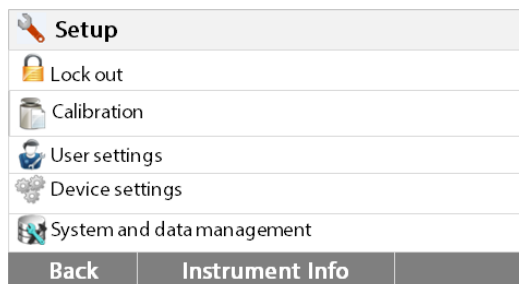 Setup
Lock out
Calibration
User settings
Device settings
System and data management
Back Instrument Info